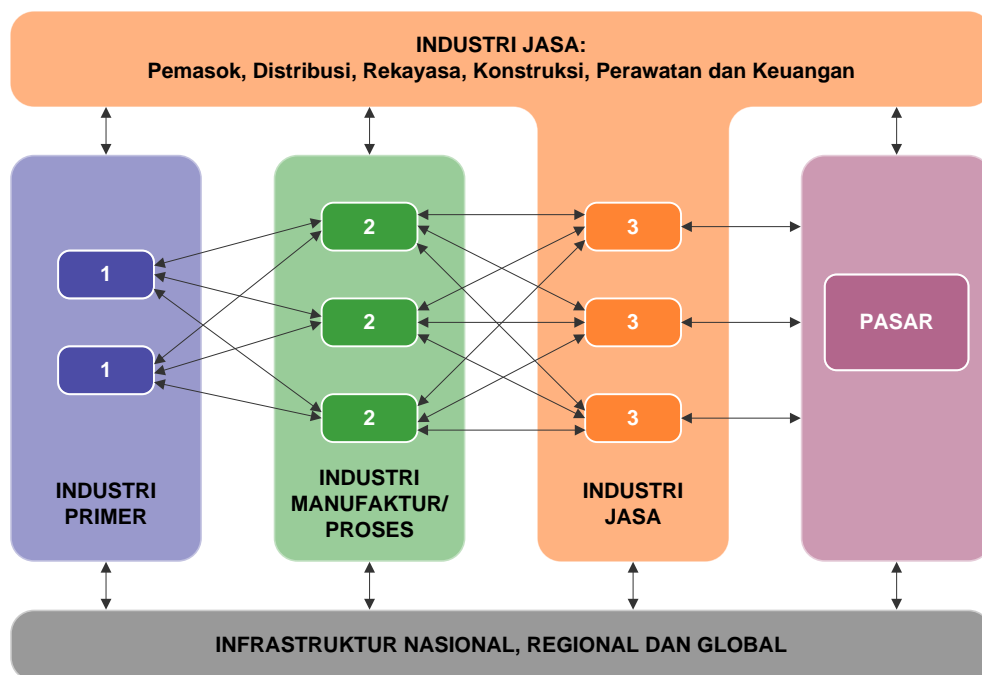 INDUSTRI JASA:
Pemasok, Distribusi, Rekayasa, Konstruksi, Perawatan dan Keuangan
1
1
INDUSTRI
PRIMER
2
2
2
INDUSTRI
MANUFAKTUR/
PROSES
3
3
3
INDUSTRI
JASA
PASAR
INFRASTRUKTUR NASIONAL, REGIONAL DAN GLOBAL